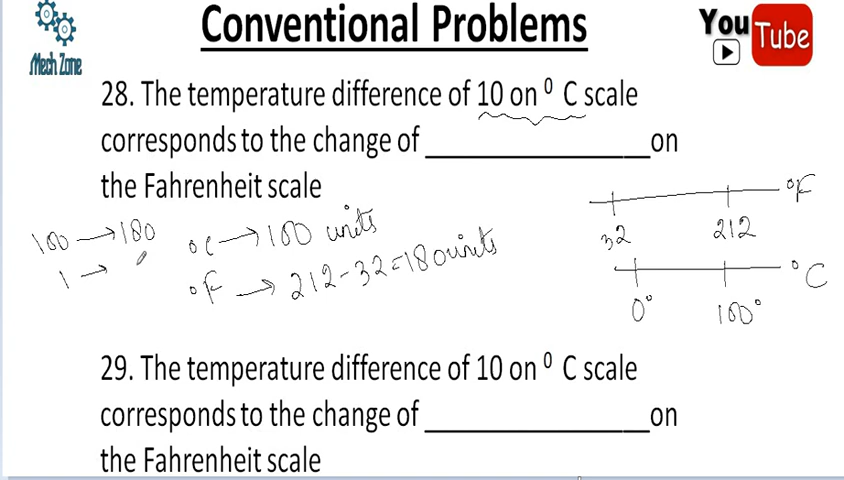 Conventional Problems
Mech Zone
You Tube
28. The temperature difference of 10 on ⁰ C scale
corresponds to the change of ________________on
the Fahrenheit scale
100 → 180
1 →
°C → 100 units
°F → 212 - 32 = 180 units
°F
32 212
°C
0° 100°
29. The temperature difference of 10 on ⁰ C scale
corresponds to the change of ________________on
the Fahrenheit scale